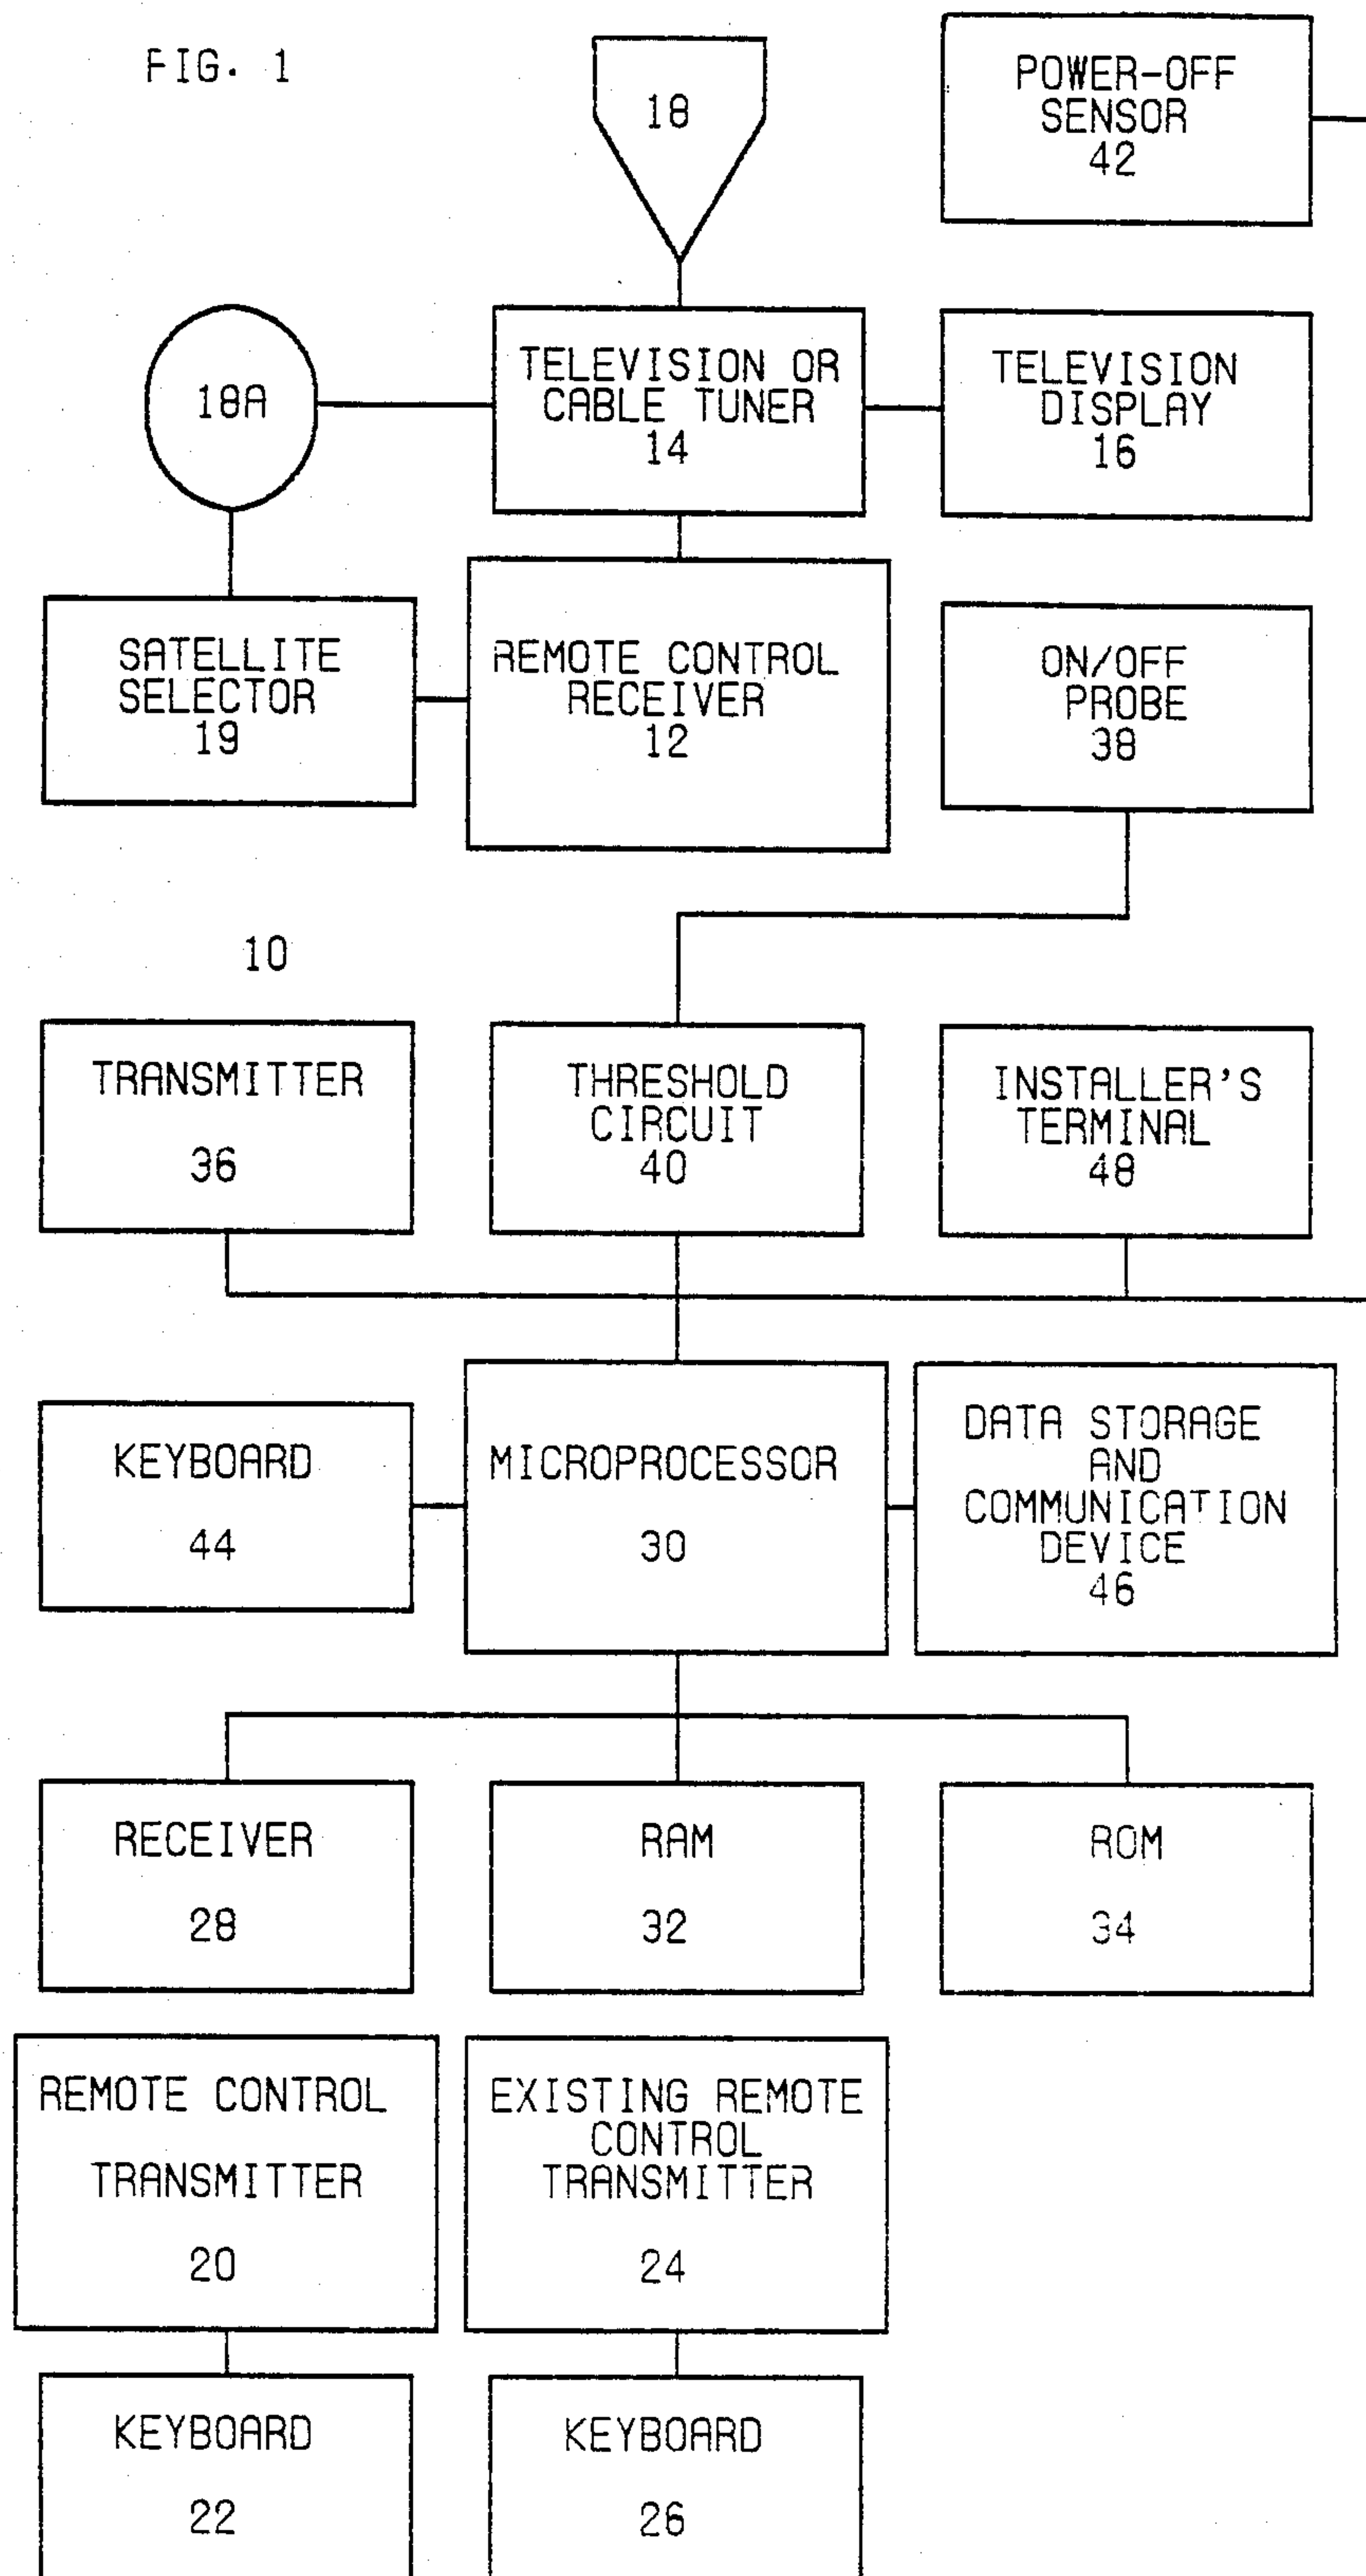 FIG. 1
18
POWER-OFF
SENSOR
42
18A
TELEVISION OR
CABLE TUNER
14
TELEVISION
DISPLAY
16
SATELLITE
SELECTOR
19
REMOTE CONTROL
RECEIVER
12
ON/OFF
PROBE
38
10
TRANSMITTER
36
THRESHOLD
CIRCUIT
40
INSTALLER'S
TERMINAL
48
KEYBOARD
44
MICROPROCESSOR
30
DATA STORAGE
AND
COMMUNICATION
DEVICE
46
RECEIVER
28
RAM
32
ROM
34
REMOTE CONTROL
TRANSMITTER
20
EXISTING REMOTE
CONTROL
TRANSMITTER
24
KEYBOARD
22
KEYBOARD
26